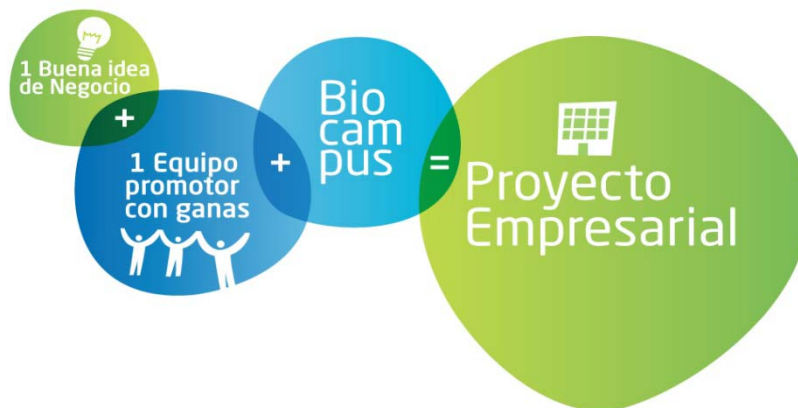 1 Buena idea
de Negocio
+
1 Equipo
promotor
con ganas
+
Bio
cam
pus
=
Proyecto
Empresarial